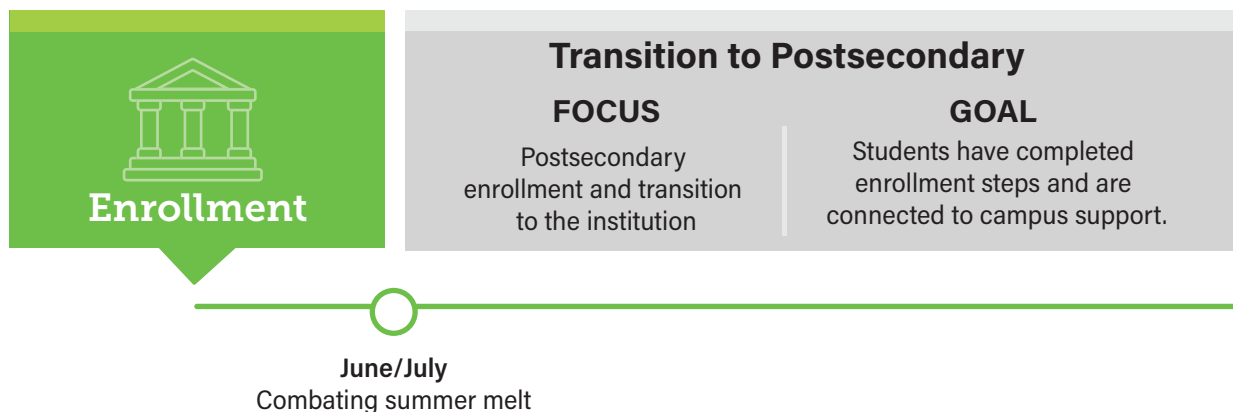 Enrollment
Transition to Postsecondary
FOCUS
Postsecondary
enrollment and transition
to the institution
GOAL
Students have completed
enrollment steps and are
connected to campus support.
June/July
Combating summer melt